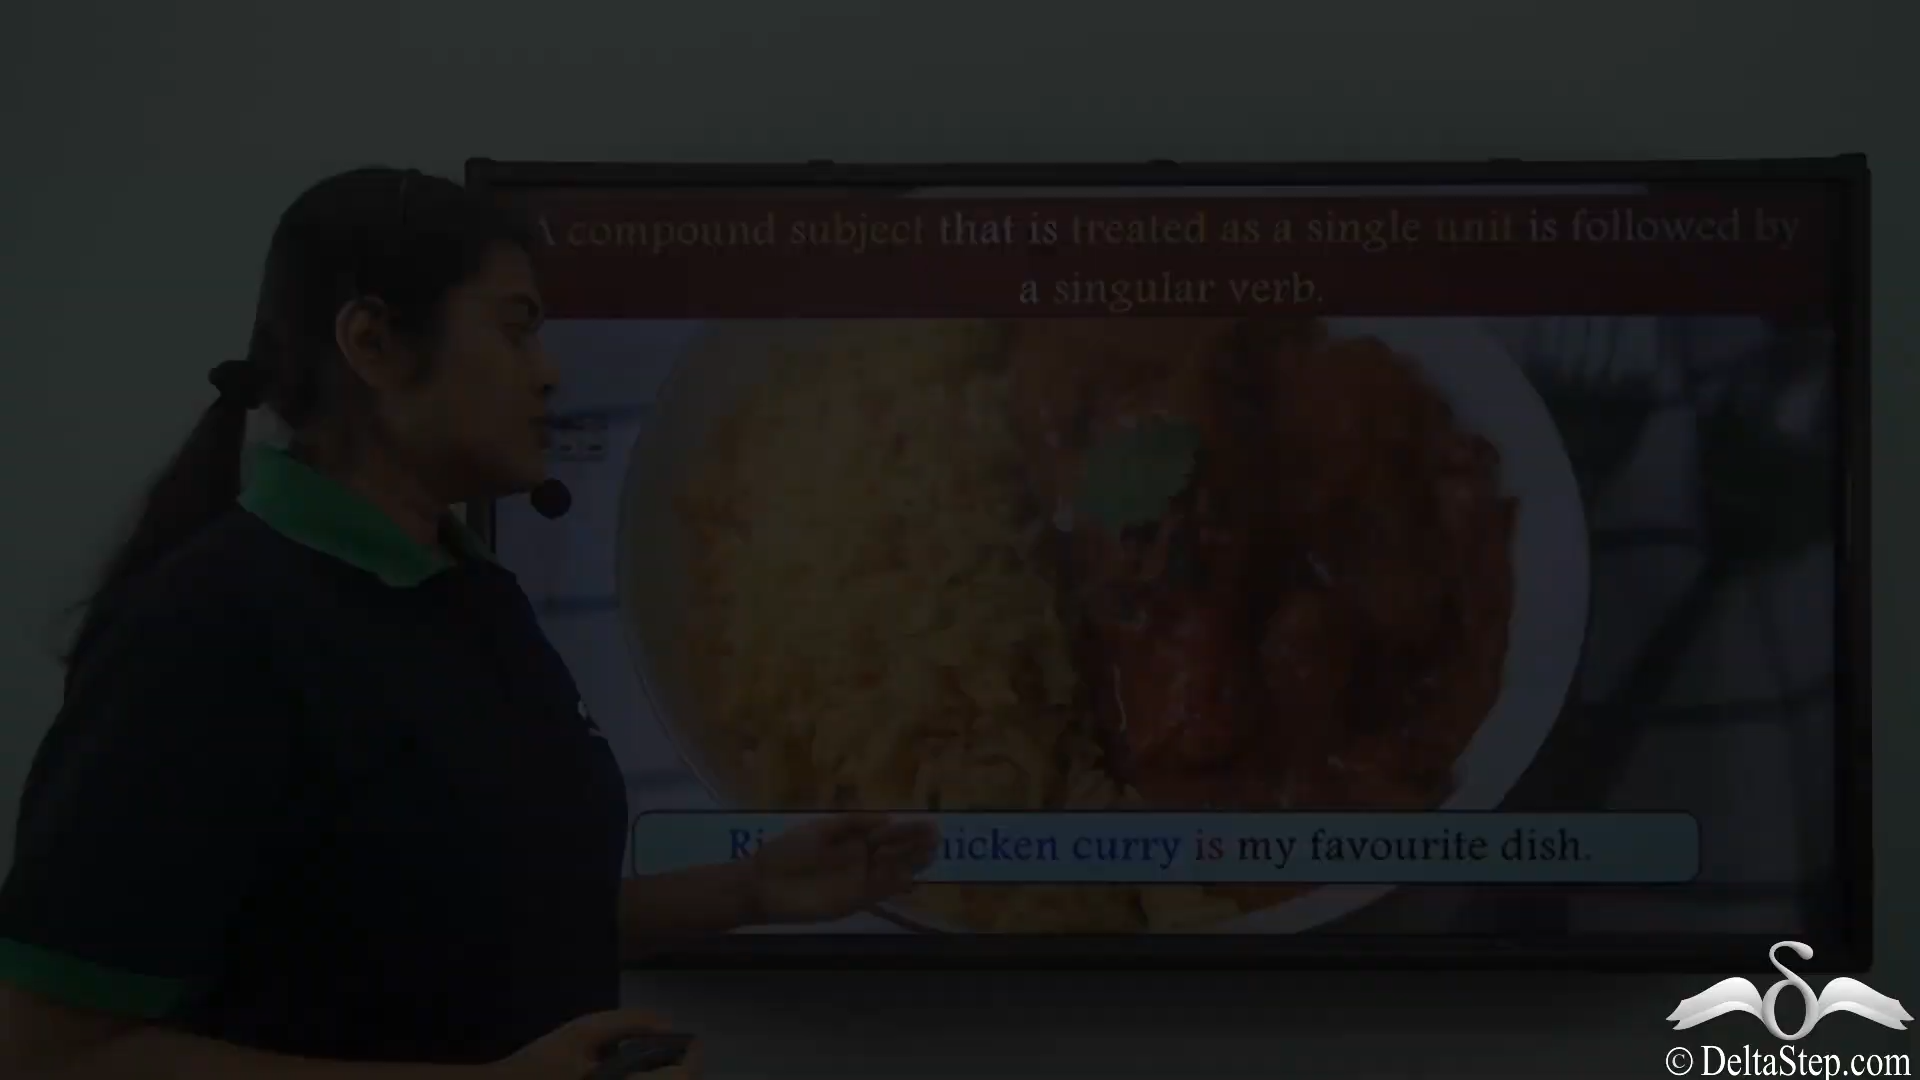 A compound subject that is treated as a single unit is followed by
a singular verb.
chicken curry is my favourite dish.
© DeltaStep.com